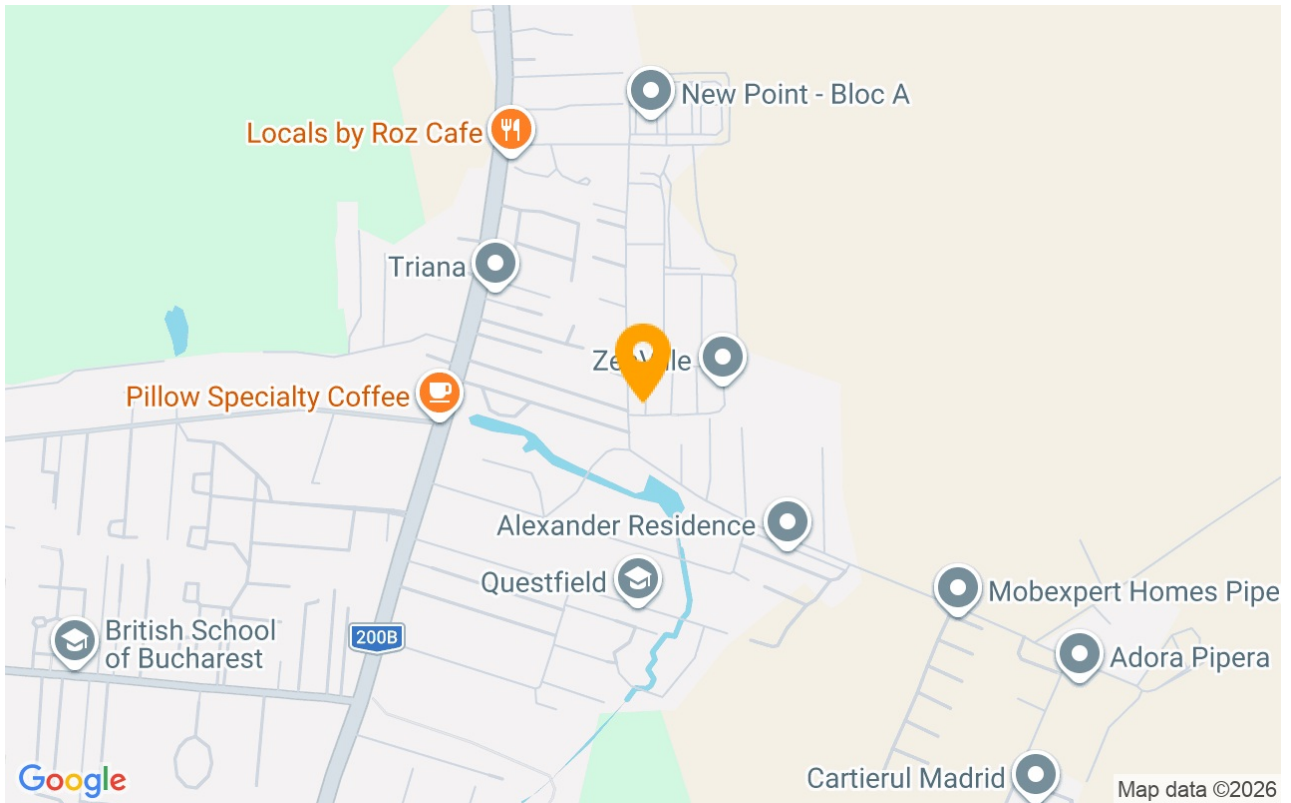 New Point - Bloc A
Locals by Roz Cafe
Triana
Pillow Specialty Coffee
Alexander Residence
Questfield
Mobexpert Homes Pipe
British School
of Bucharest
200B
Adora Pipera
Cartierul Madrid
Google
Map data ©2026